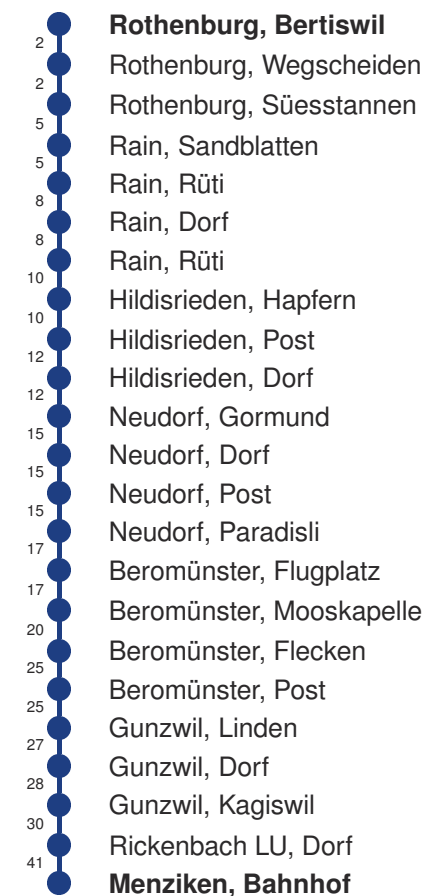 Rothenburg, Bertiswil
2
Rothenburg, Wegscheiden
2
Rothenburg, Süesstannen
5
Rain, Sandblatten
5
Rain, Rüti
8
Rain, Dorf
8
Rain, Rüti
10
Hildisrieden, Hapfern
10
Hildisrieden, Post
12
Hildisrieden, Dorf
12
Neudorf, Gormund
15
Neudorf, Dorf
15
Neudorf, Post
15
Neudorf, Paradisli
17
Beromünster, Flugplatz
17
Beromünster, Mooskapelle
20
Beromünster, Flecken
25
Beromünster, Post
25
Gunzwil, Linden
27
Gunzwil, Dorf
28
Gunzwil, Kagiswil
30
Rickenbach LU, Dorf
41
Menziken, Bahnhof